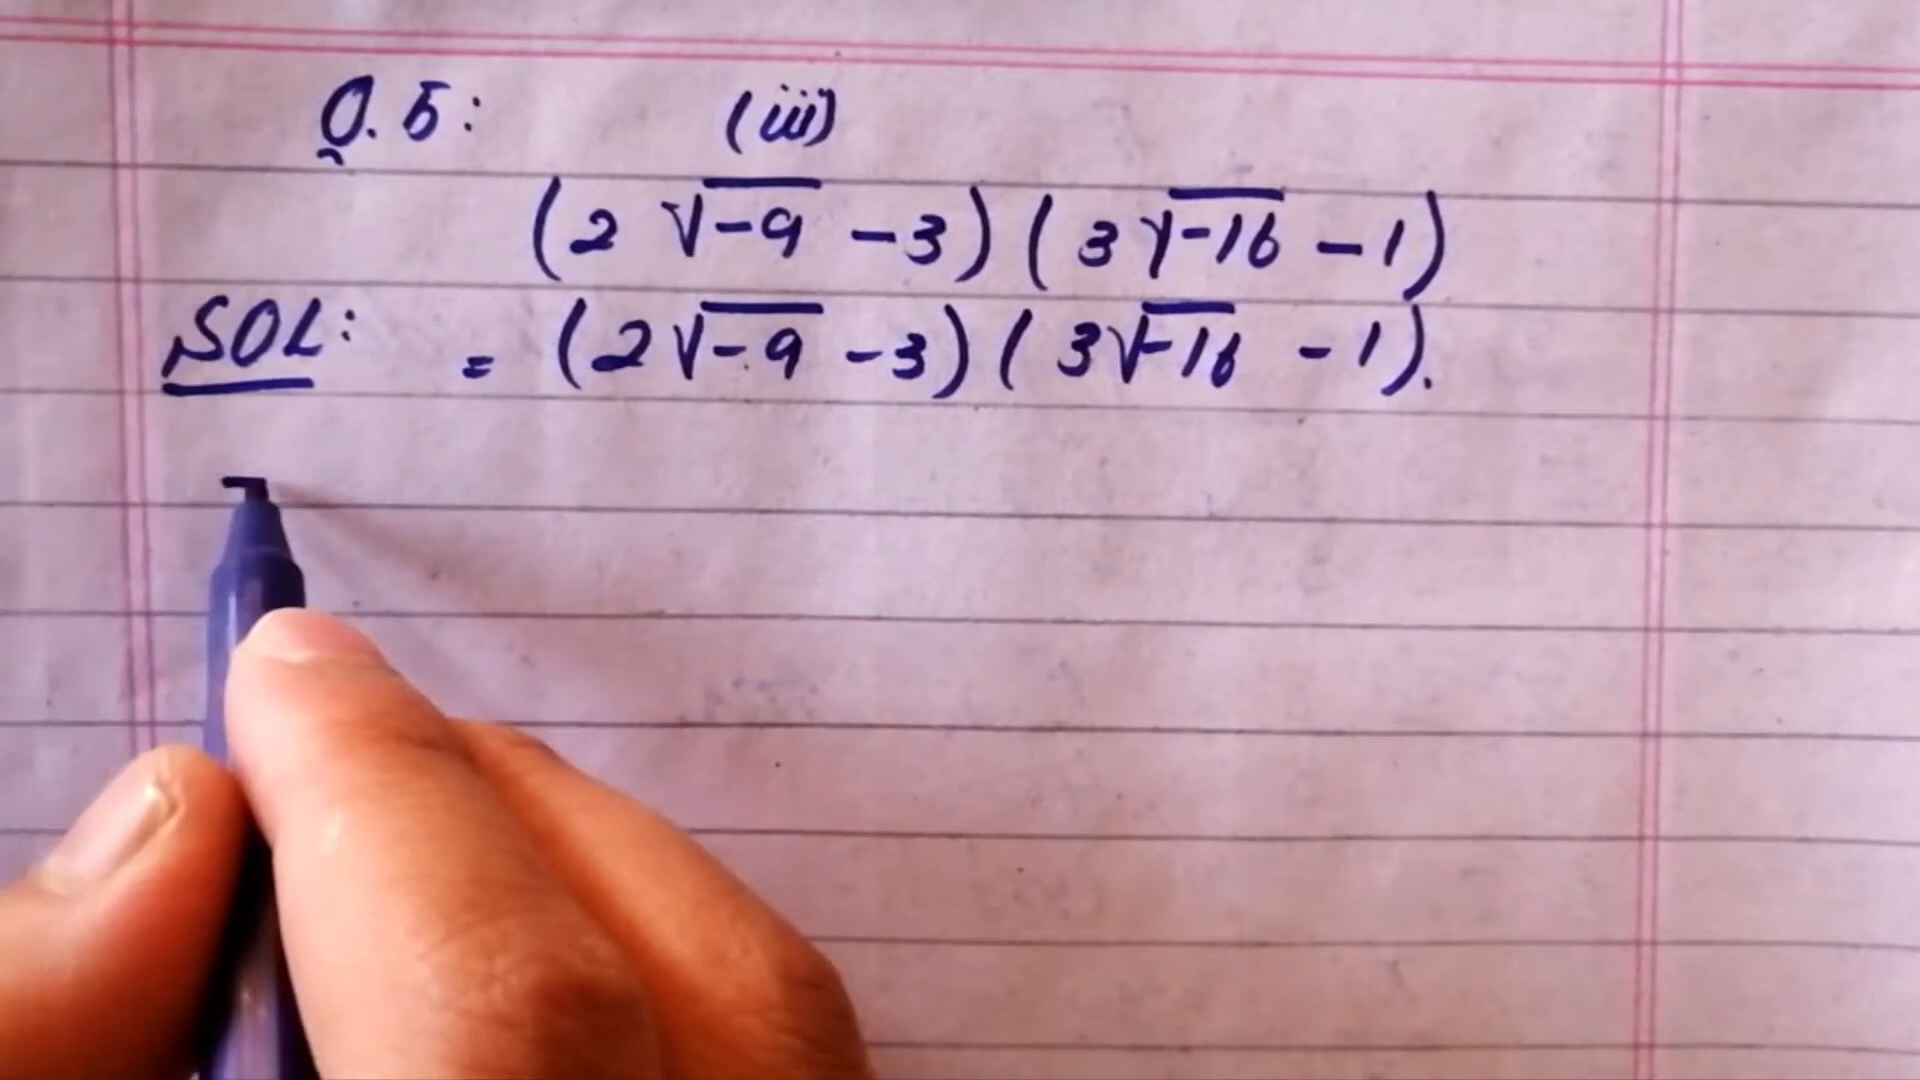 Q.5: (iii)
(2 √-9 - 3) (3√-16 - 1)
SOL: = (2√-9 - 3) (3√-16 - 1).